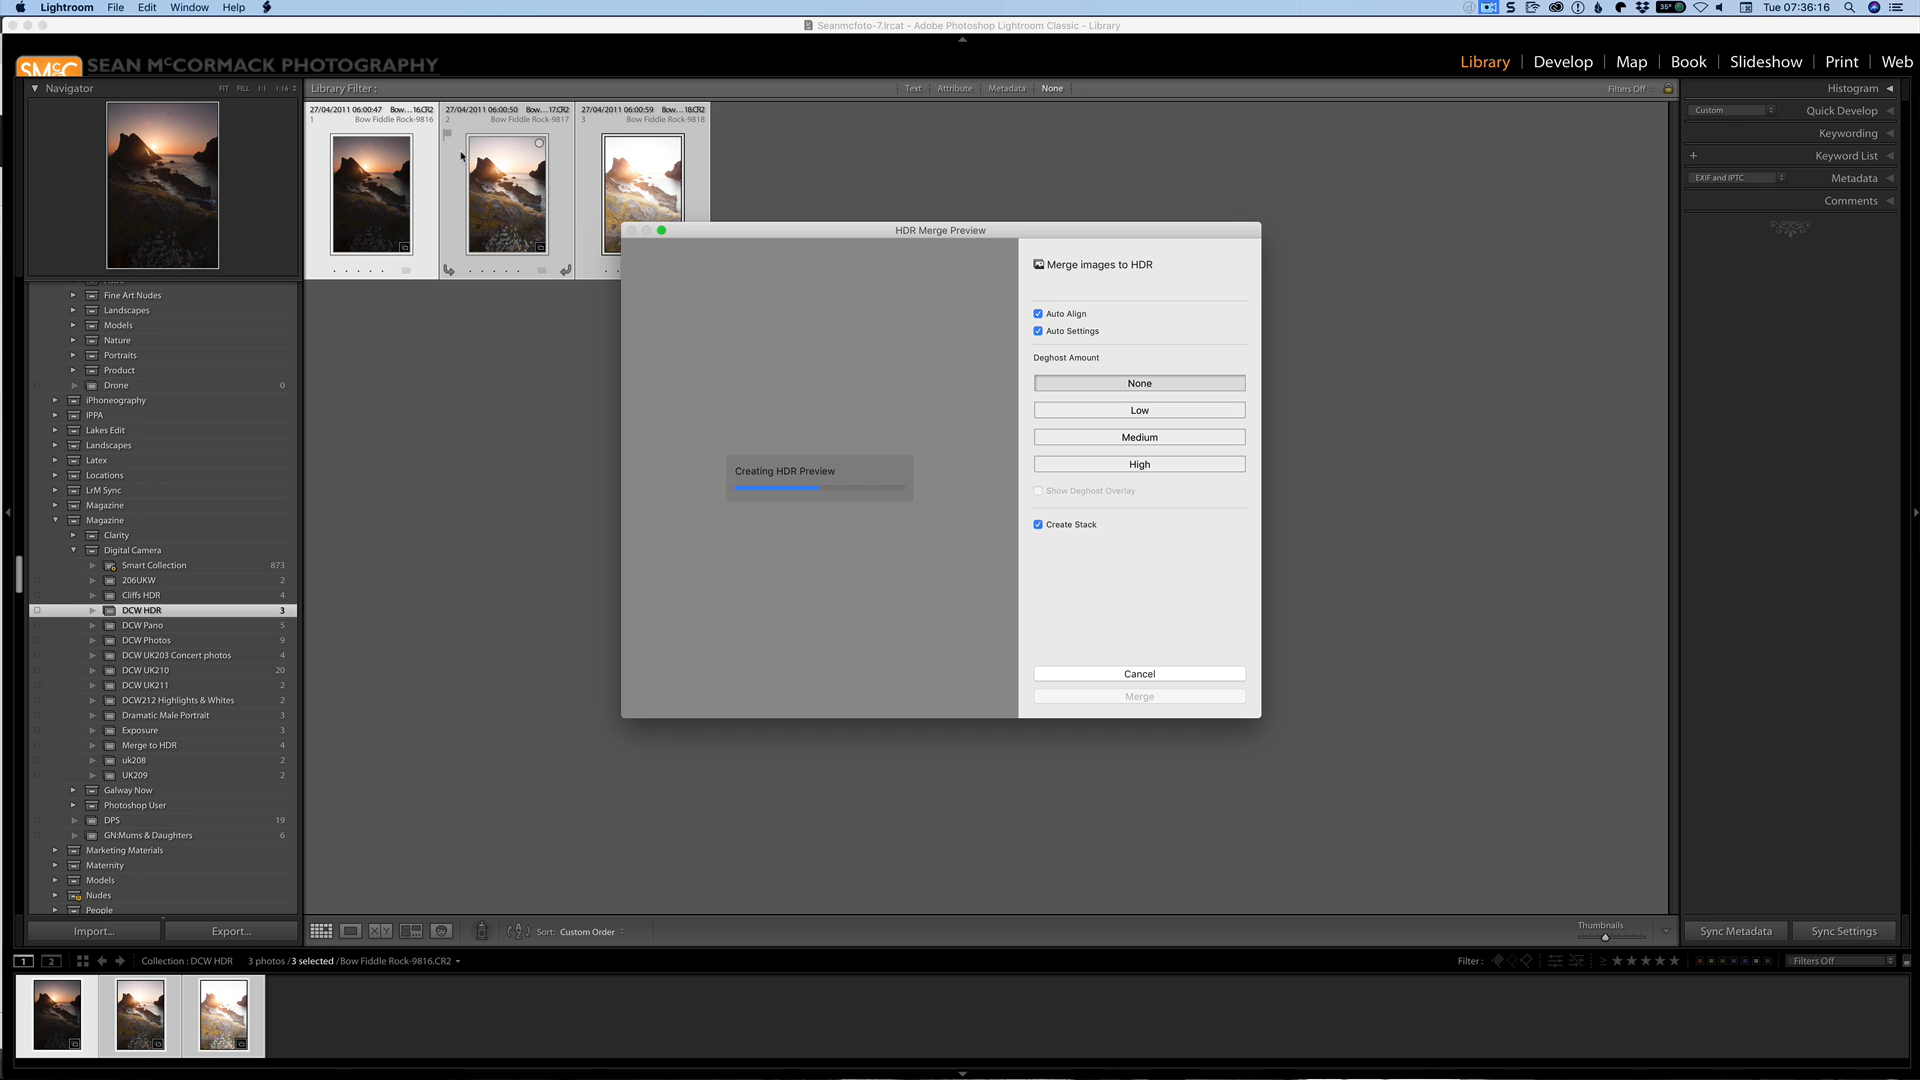 Lightroom File Edit Window Help
35° Tue 07:36:16
Seanmcfoto-7.lrcat - Adobe Photoshop Lightroom Classic - Library
SMcC SEAN McCORMACK PHOTOGRAPHY
Library | Develop | Map | Book | Slideshow | Print | Web
Navigator FIT FILL 1:1 1:16
Library Filter : Text Attribute Metadata None Filters Off
Histogram
Custom Quick Develop
Keywording
+ Keyword List
EXIF and IPTC Metadata
Comments
27/04/2011 06:00:47 Bow...16.CR2
1 Bow Fiddle Rock-9816
27/04/2011 06:00:50 Bow...17.CR2
2 Bow Fiddle Rock-9817
27/04/2011 06:00:59 Bow...18.CR2
3 Bow Fiddle Rock-9818
Fine Art Nudes
Landscapes
Models
Nature
Portraits
Product
Drone 0
iPhoneography
IPPA
Lakes Edit
Landscapes
Latex
Locations
LrM Sync
Magazine
Magazine
Clarity
Digital Camera
Smart Collection 873
206UKW 2
Cliffs HDR 4
DCW HDR 3
DCW Pano 5
DCW Photos 9
DCW UK203 Concert photos 4
DCW UK210 20
DCW UK211 2
DCW212 Highlights & Whites 2
Dramatic Male Portrait 3
Exposure 3
Merge to HDR 4
uk208 2
UK209 2
Galway Now
Photoshop User
DPS 19
GN:Mums & Daughters 6
Marketing Materials
Maternity
Models
Nudes
People
HDR Merge Preview
Creating HDR Preview
Merge images to HDR
Auto Align
Auto Settings
Deghost Amount
None
Low
Medium
High
Show Deghost Overlay
Create Stack
Cancel
Merge
Import... Export...
XY Sort: Custom Order Thumbnails
Sync Metadata Sync Settings
1 2 Collection : DCW HDR 3 photos /3 selected /Bow Fiddle Rock-9816.CR2 Filter : ≥ ★★★★★ Filters Off